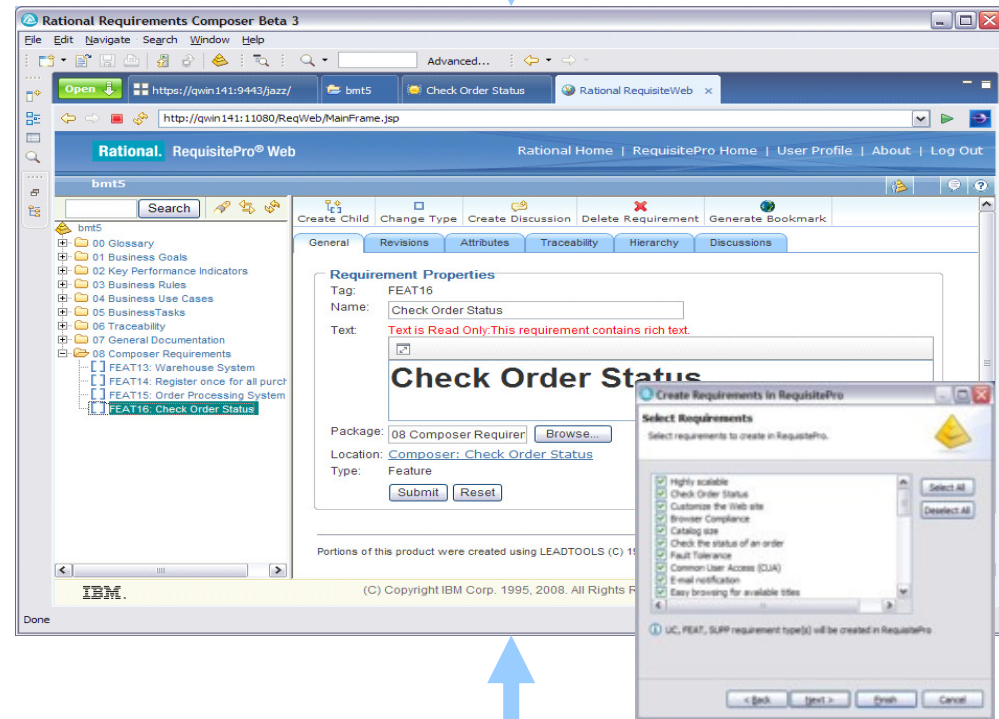 Rational Requirements Composer Beta 3
File Edit Navigate Search Window Help
Advanced...
Open https://qwin141:9443/jazz/ bmt5 Check Order Status Rational RequisiteWeb
http://qwin141:11080/ReqWeb/MainFrame.jsp
Rational. RequisitePro® Web Rational Home | RequisitePro Home | User Profile | About | Log Out
bmt5
Search
Create Child Change Type Create Discussion Delete Requirement Generate Bookmark
bmt5
00 Glossary
01 Business Goals
02 Key Performance Indicators
03 Business Rules
04 Business Use Cases
05 BusinessTasks
06 Traceability
07 General Documentation
08 Composer Requirements
FEAT13: Warehouse System
FEAT14: Register once for all purch
FEAT15: Order Processing System
FEAT16: Check Order Status
General Revisions Attributes Traceability Hierarchy Discussions
Requirement Properties
Tag: FEAT16
Name: Check Order Status
Text: Text is Read Only:This requirement contains rich text.
Check Order Status
Package: 08 Composer Requirer Browse...
Location: Composer: Check Order Status
Type: Feature
Submit Reset
Portions of this product were created using LEADTOOLS (C) 19
IBM. (C) Copyright IBM Corp. 1995, 2008. All Rights R
Done
Create Requirements in RequisitePro
Select Requirements
Select requirements to create in RequisitePro.
Highly scalable
Check Order Status
Customize the Web site
Browser Compliance
Catalog size
Check the status of an order
Fault Tolerance
Common User Access (CUA)
E-mail notification
Easy browsing for available titles
Select All
Deselect All
UC, FEAT, SUPP requirement type(s) will be created in RequisitePro
< Back Next > Finish Cancel